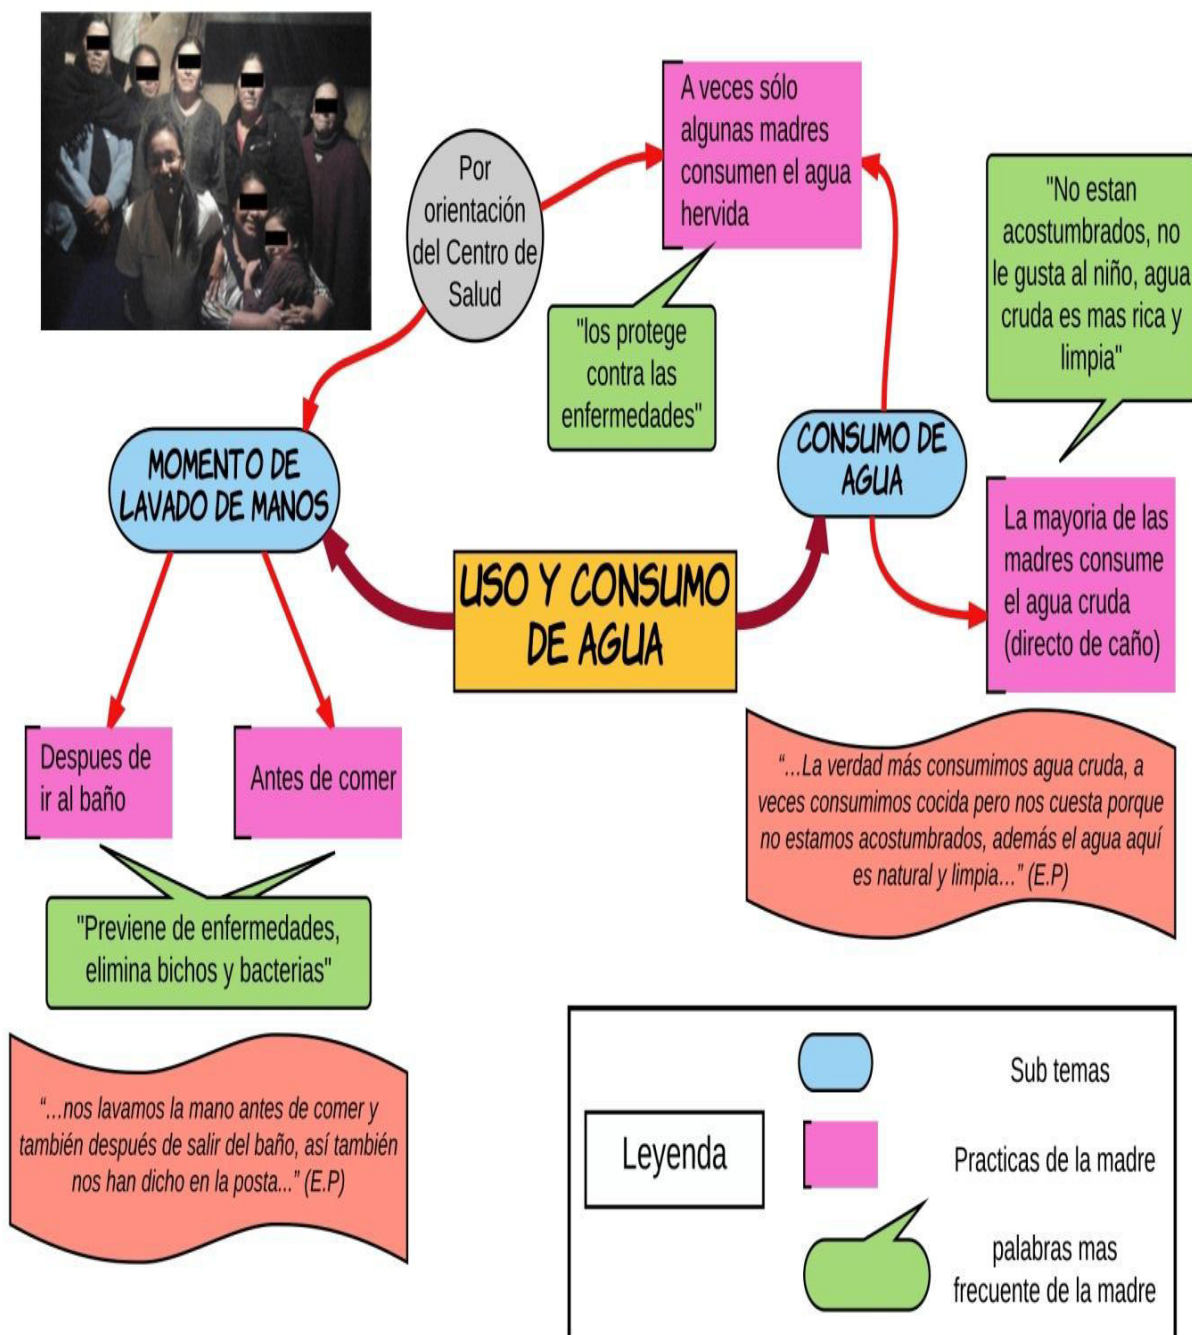 Por
orientación
del Centro de
Salud
A veces sólo
algunas madres
consumen el agua
hervida
"No estan
acostumbrados, no
le gusta al niño, agua
cruda es mas rica y
limpia"
"los protege
contra las
enfermedades"
MOMENTO DE
LAVADO DE MANOS
CONSUMO DE
AGUA
USO Y CONSUMO
DE AGUA
La mayoria de las
madres consume
el agua cruda
(directo de caño)
Despues de
ir al baño
Antes de comer
"Previene de enfermedades,
elimina bichos y bacterias"
“...La verdad más consumimos agua cruda, a
veces consumimos cocida pero nos cuesta porque
no estamos acostumbrados, además el agua aquí
es natural y limpia...” (E.P)
“...nos lavamos la mano antes de comer y
también después de salir del baño, así también
nos han dicho en la posta...” (E.P)
Leyenda
Sub temas
Practicas de la madre
palabras mas
frecuente de la madre